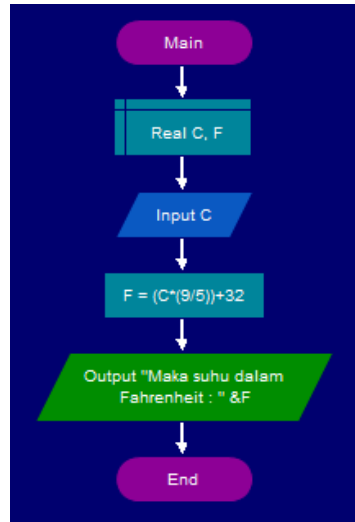 Main
Real C, F
Input C
F = (C*(9/5))+32
Output "Maka suhu dalam
Fahrenheit : " &F
End